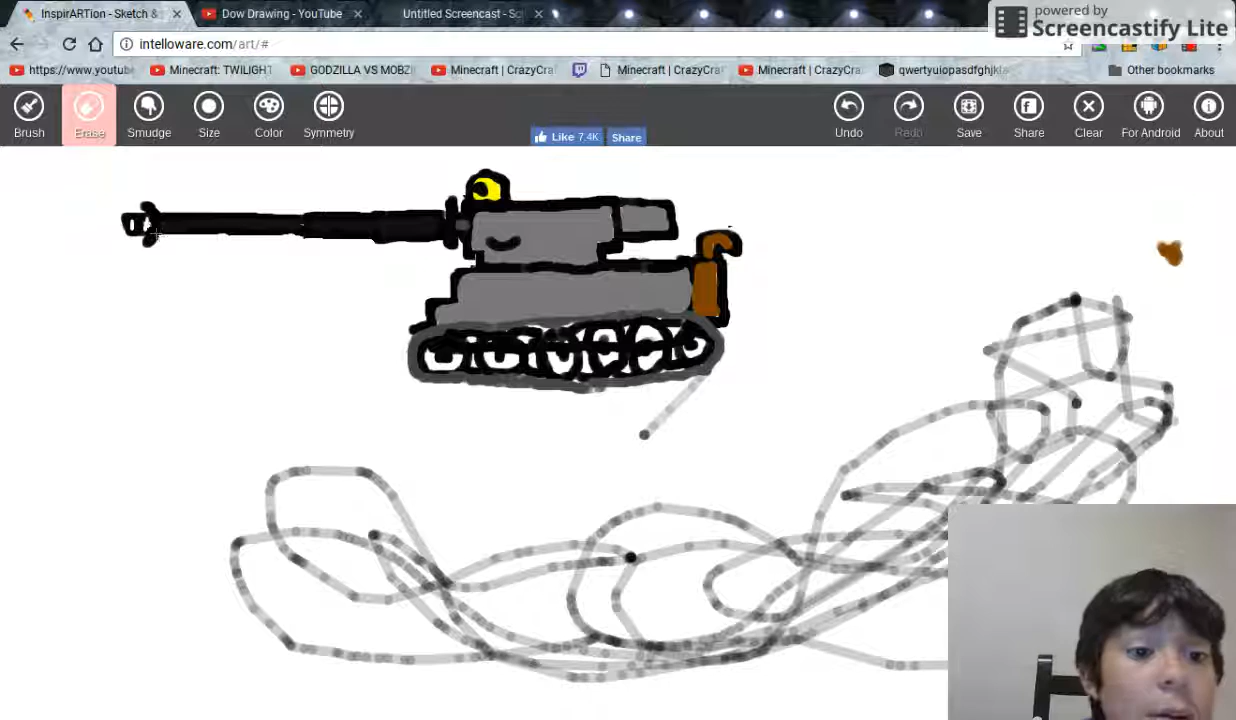 InspirARTion - Sketch &
Dow Drawing - YouTube
Untitled Screencast - Scr
powered by
Screencastify Lite
intelloware.com/art/#
https://www.youtub
Minecraft: TWILIGHT
GODZILLA VS MOBZI
Minecraft | CrazyCra
Minecraft | CrazyCra
Minecraft | CrazyCra
qwertyuiopasdfghjkl
Other bookmarks
Brush
Erase
Smudge
Size
Color
Symmetry
Like 7.4K
Share
Undo
Redo
Save
Share
Clear
For Android
About